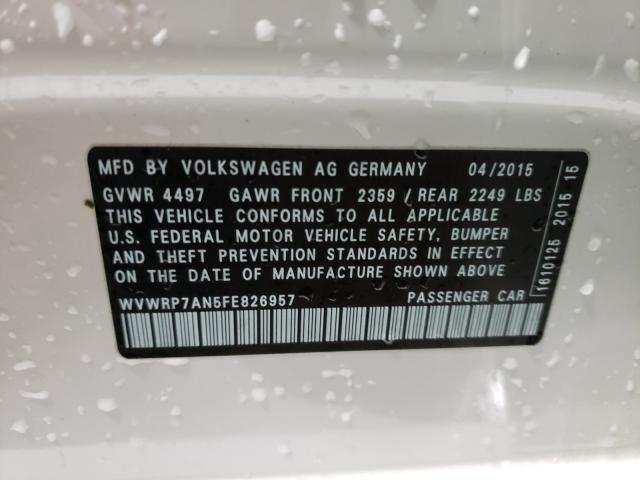 MFD BY VOLKSWAGEN AG GERMANY 04/2015
GVWR 4497 GAWR FRONT 2359 / REAR 2249 LBS
THIS VEHICLE CONFORMS TO ALL APPLICABLE
U.S. FEDERAL MOTOR VEHICLE SAFETY, BUMPER
AND THEFT PREVENTION STANDARDS IN EFFECT
ON THE DATE OF MANUFACTURE SHOWN ABOVE
WVWRP7AN5FE826957 PASSENGER CAR
1610125 2015 15